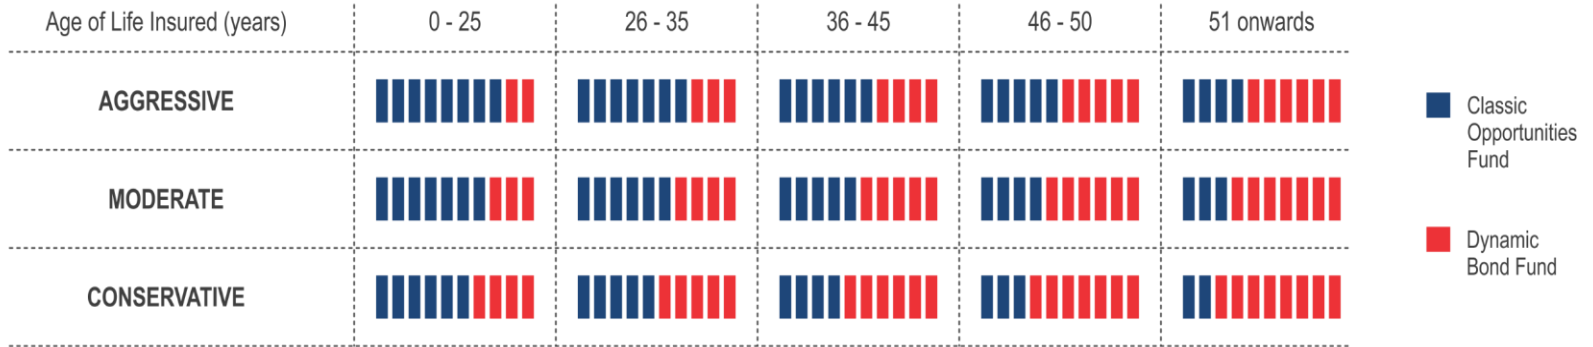 Age of Life Insured (years) 0 - 25 26 - 35 36 - 45 46 - 50 51 onwards
AGGRESSIVE
MODERATE
CONSERVATIVE
Classic
Opportunities
Fund
Dynamic
Bond Fund